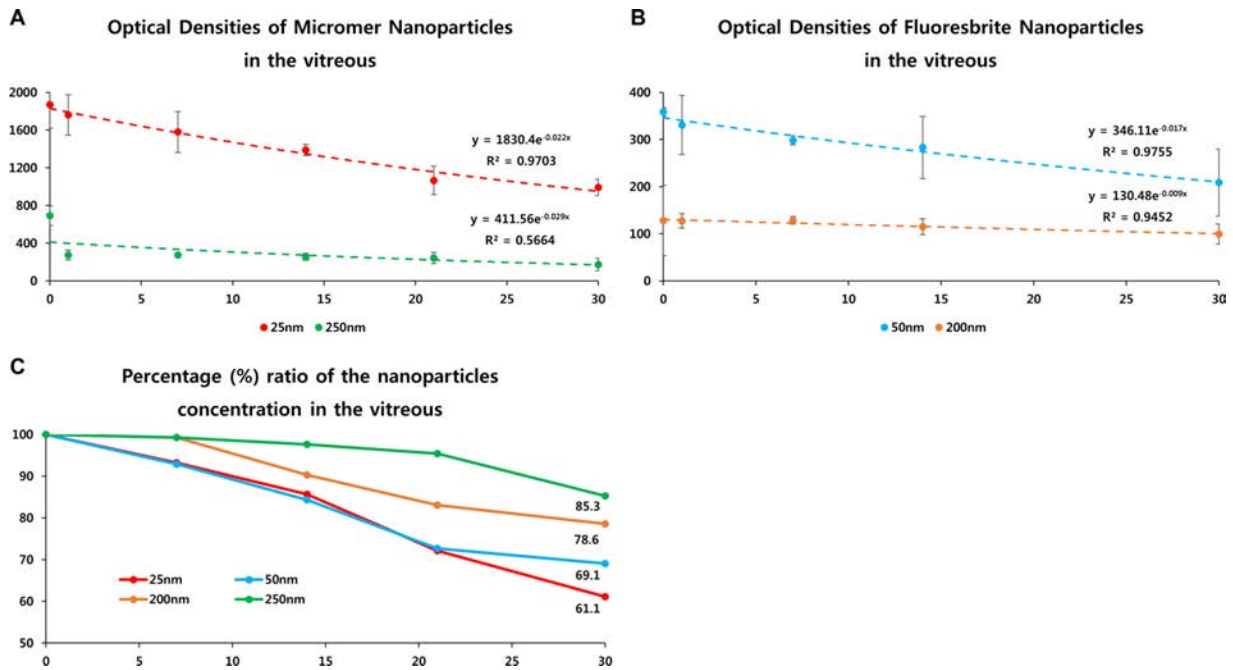 A
Optical Densities of Micromer Nanoparticles
in the vitreous
2000
1600
1200
800
400
0
0 5 10 15 20 25 30
y = 1830.4e^-0.022x
R² = 0.9703
y = 411.56e^-0.029x
R² = 0.5664
25nm 250nm
B
Optical Densities of Fluoresbrite Nanoparticles
in the vitreous
400
300
200
100
0
0 5 10 15 20 25 30
y = 346.11e^-0.017x
R² = 0.9755
y = 130.48e^-0.009x
R² = 0.9452
50nm 200nm
C
Percentage (%) ratio of the nanoparticles
concentration in the vitreous
100
90
80
70
60
50
0 5 10 15 20 25 30
85.3
78.6
69.1
61.1
25nm 50nm
200nm 250nm